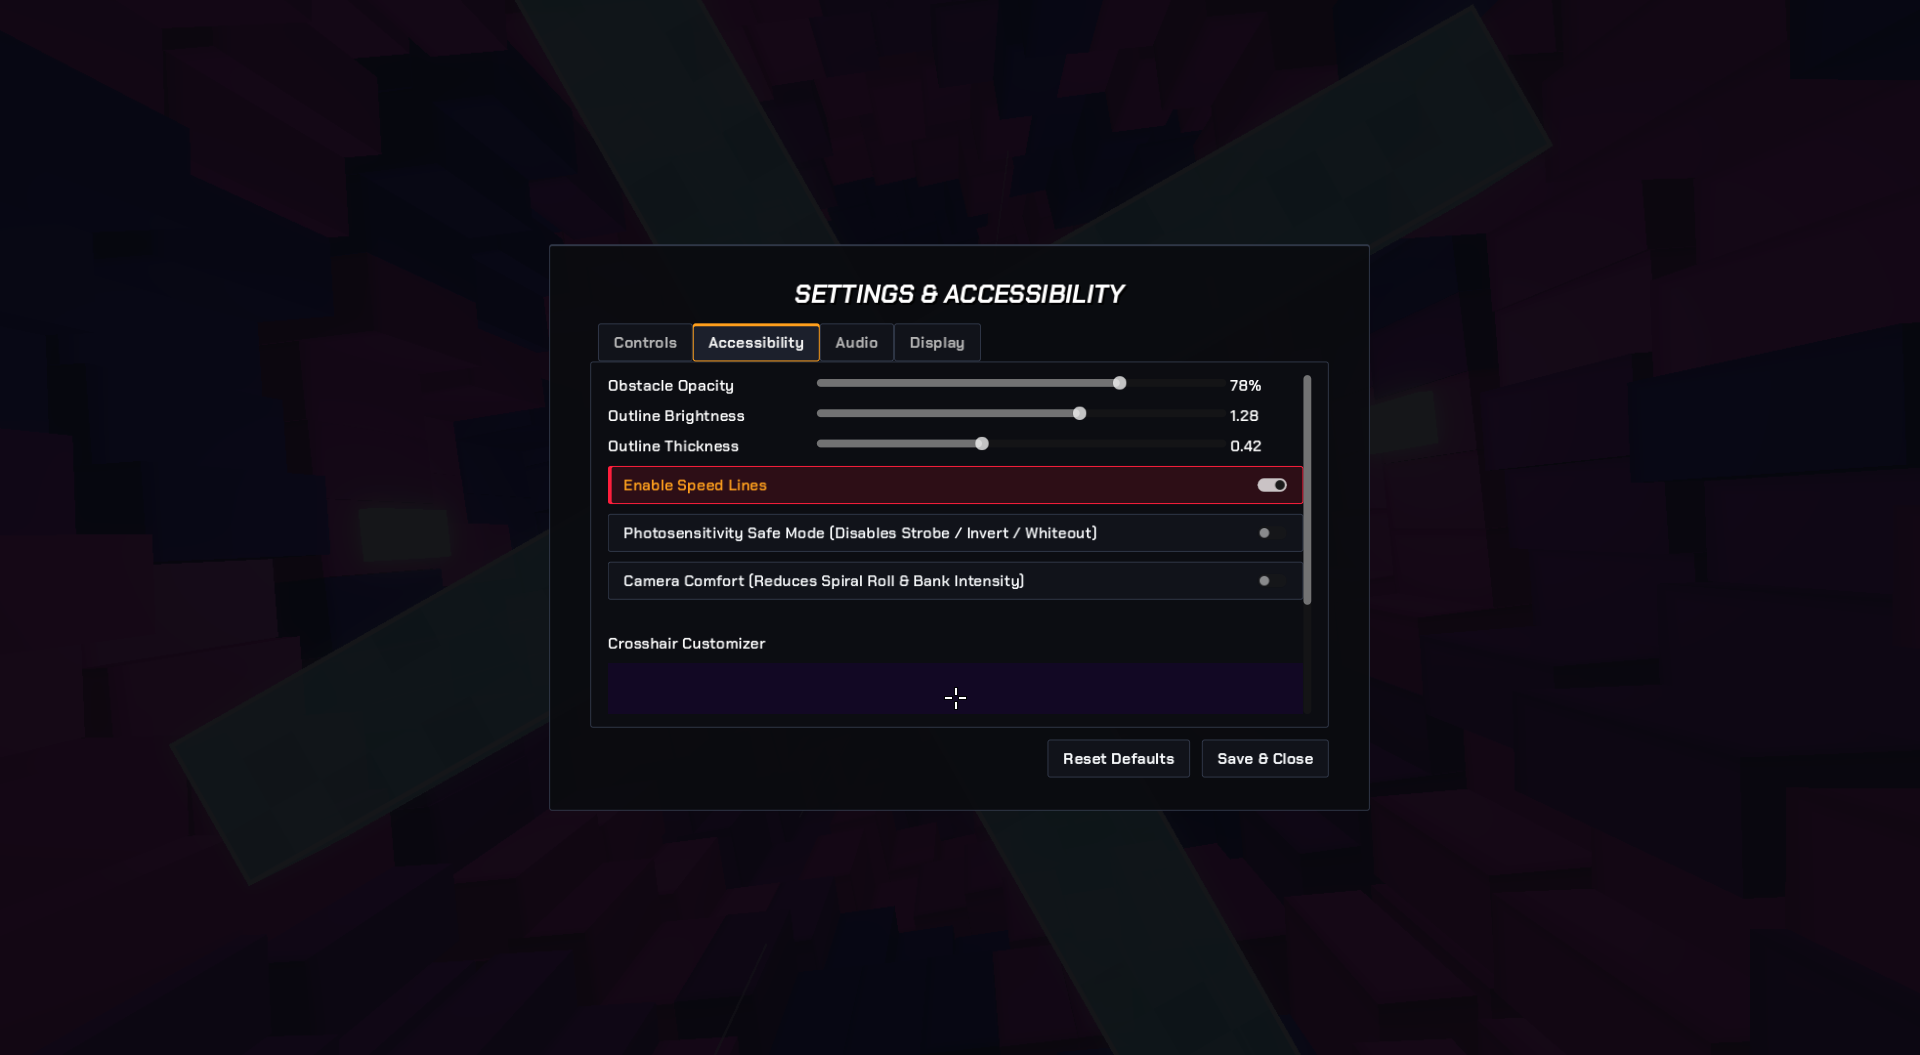 SETTINGS & ACCESSIBILITY
Controls Accessibility Audio Display
Obstacle Opacity 78%
Outline Brightness 1.28
Outline Thickness 0.42
Enable Speed Lines
Photosensitivity Safe Mode (Disables Strobe / Invert / Whiteout)
Camera Comfort (Reduces Spiral Roll & Bank Intensity)
Crosshair Customizer
Reset Defaults Save & Close